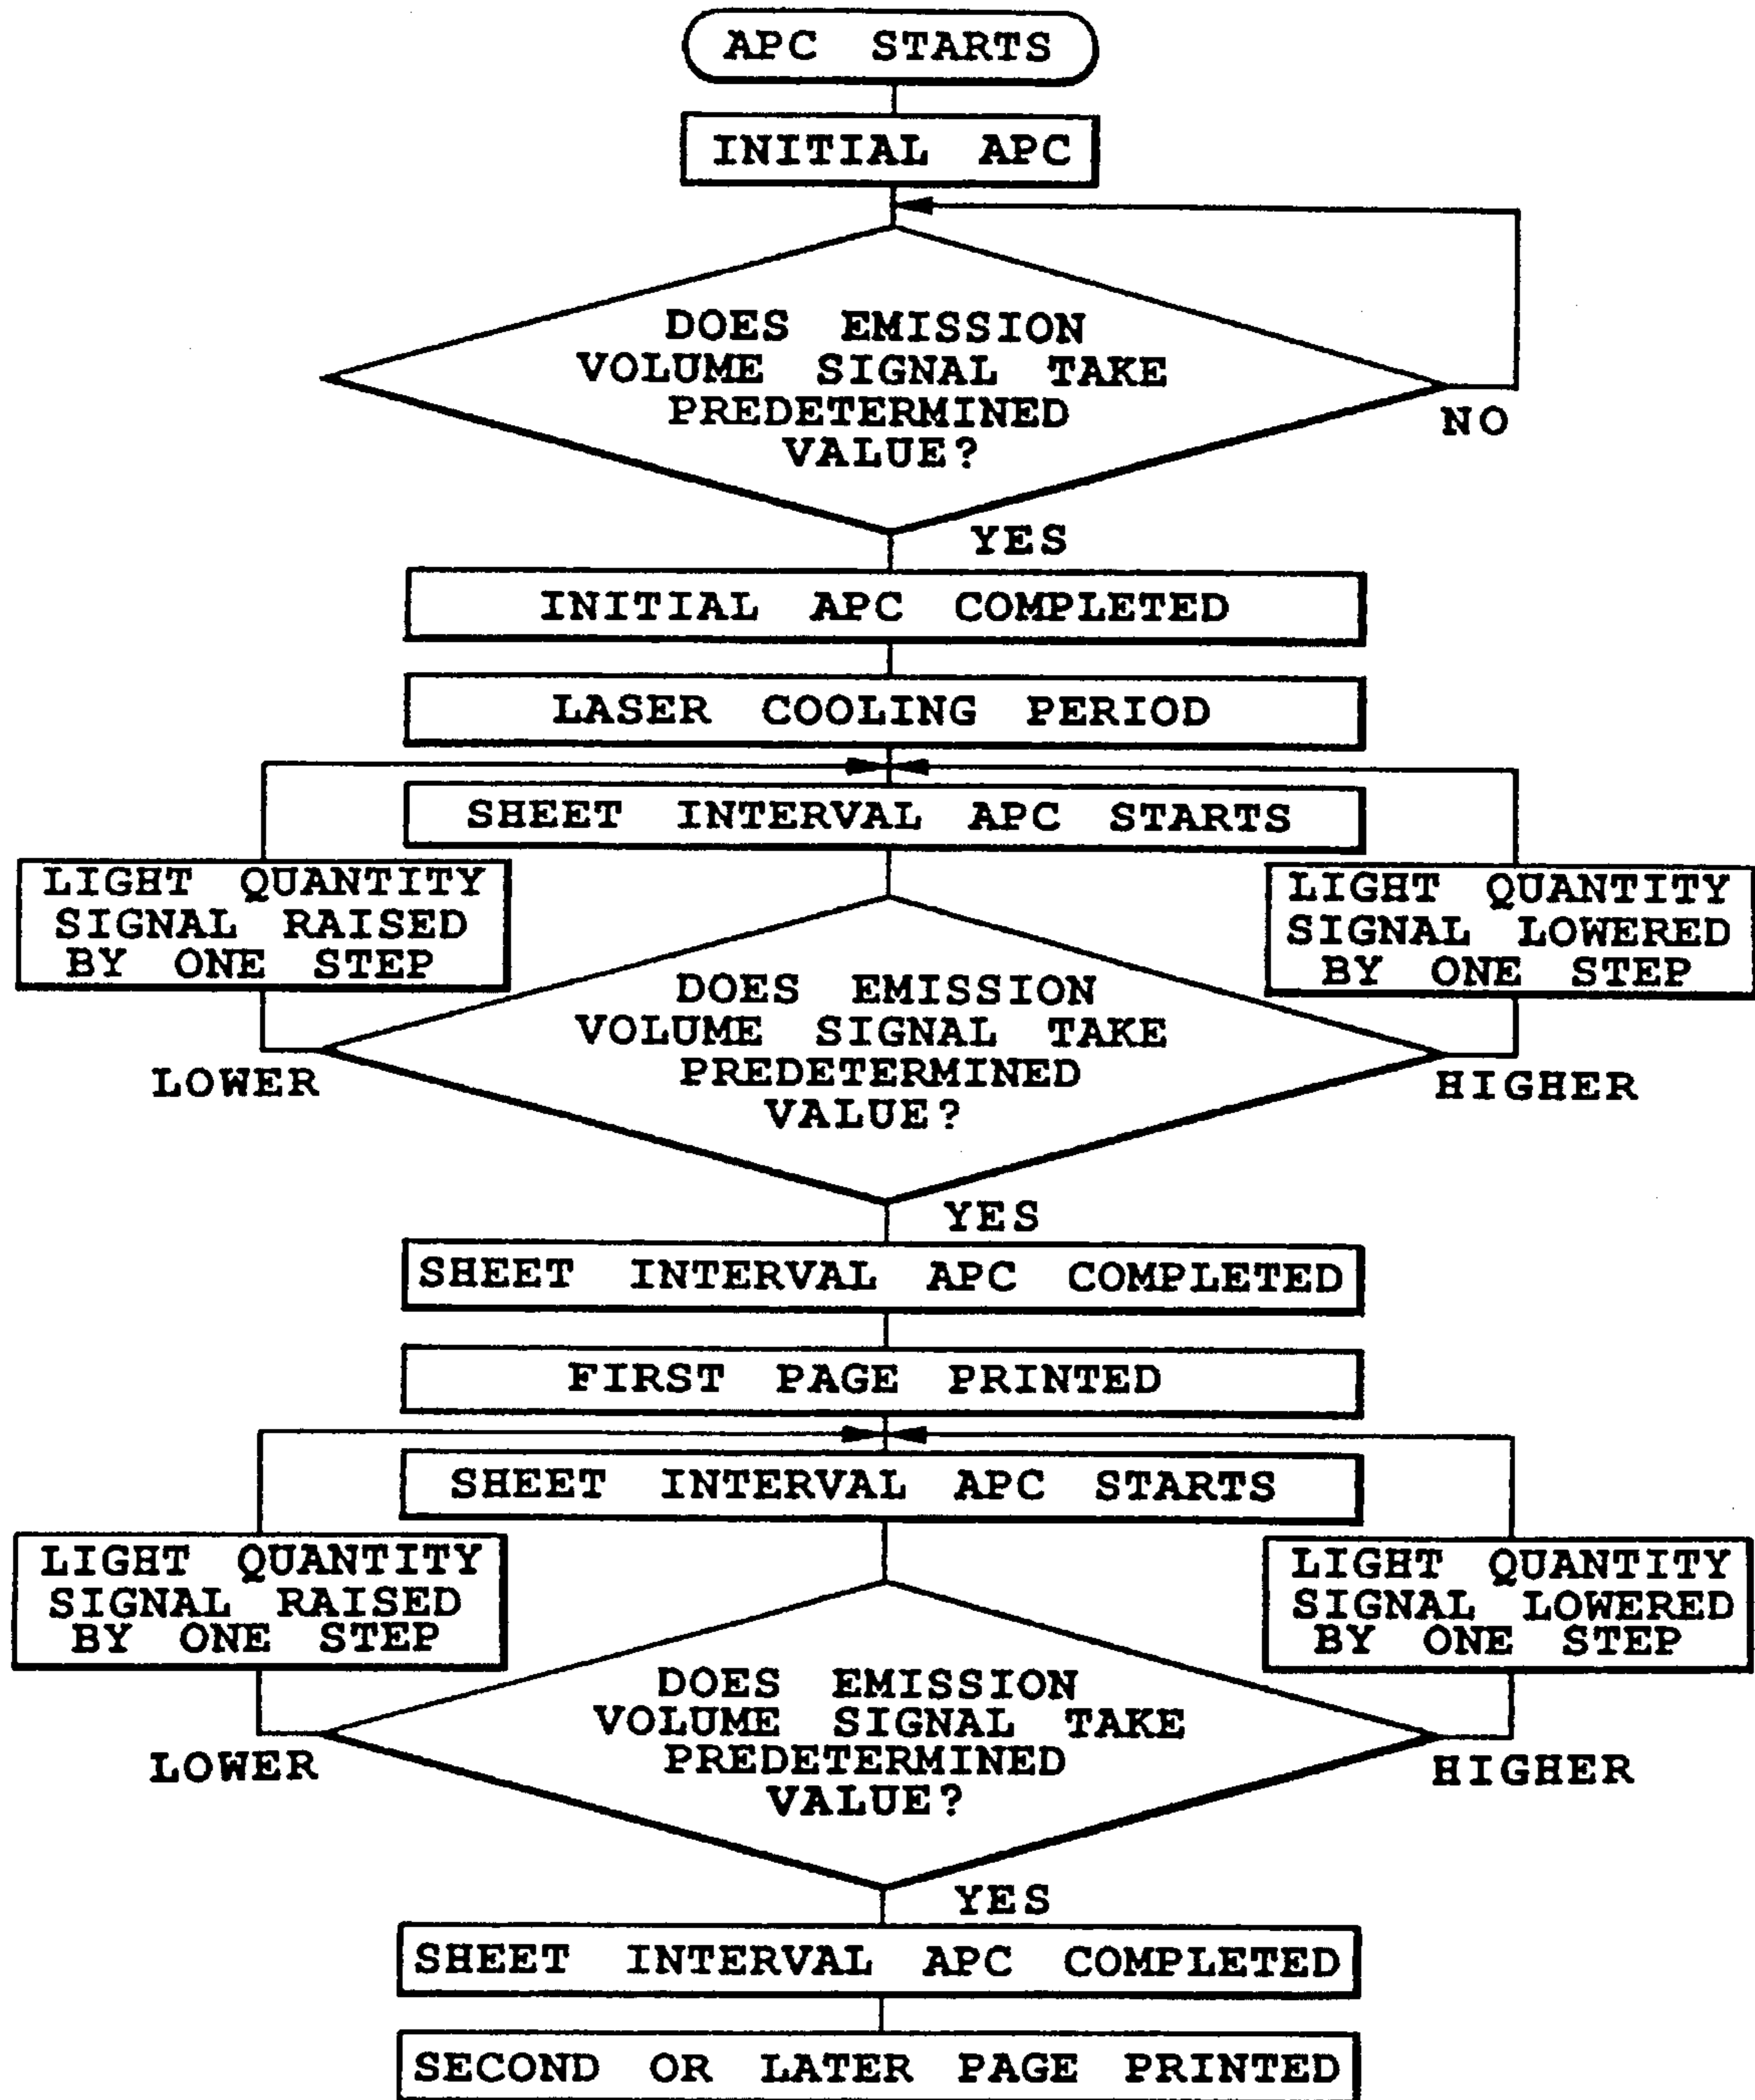 APC STARTS
INITIAL APC
DOES EMISSION
VOLUME SIGNAL TAKE
PREDETERMINED
VALUE?
NO
YES
INITIAL APC COMPLETED
LASER COOLING PERIOD
SHEET INTERVAL APC STARTS
LIGHT QUANTITY
SIGNAL RAISED
BY ONE STEP
LIGHT QUANTITY
SIGNAL LOWERED
BY ONE STEP
DOES EMISSION
VOLUME SIGNAL TAKE
PREDETERMINED
VALUE?
LOWER
HIGHER
YES
SHEET INTERVAL APC COMPLETED
FIRST PAGE PRINTED
SHEET INTERVAL APC STARTS
LIGHT QUANTITY
SIGNAL RAISED
BY ONE STEP
LIGHT QUANTITY
SIGNAL LOWERED
BY ONE STEP
DOES EMISSION
VOLUME SIGNAL TAKE
PREDETERMINED
VALUE?
LOWER
HIGHER
YES
SHEET INTERVAL APC COMPLETED
SECOND OR LATER PAGE PRINTED